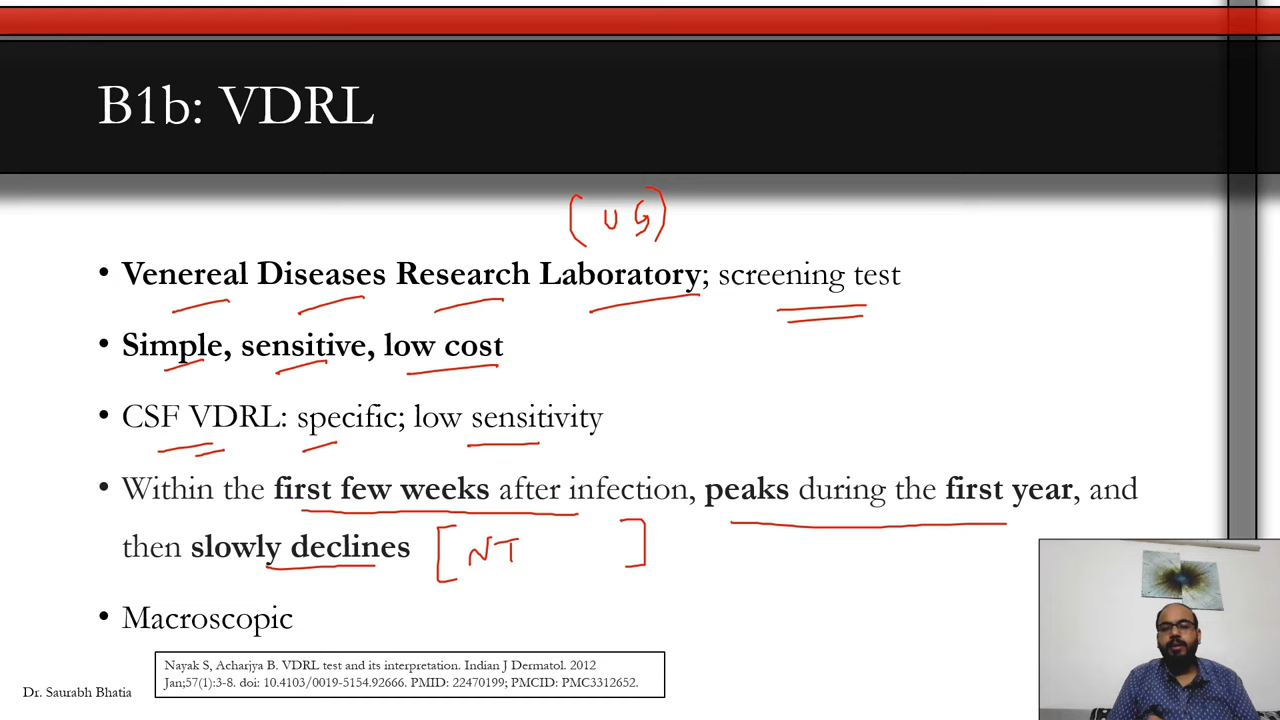 B1b: VDRL
(US)
• Venereal Diseases Research Laboratory; screening test
• Simple, sensitive, low cost
• CSF VDRL: specific; low sensitivity
• Within the first few weeks after infection, peaks during the first year, and
then slowly declines [NT ]
• Macroscopic
Nayak S, Acharjya B. VDRL test and its interpretation. Indian J Dermatol. 2012
Jan;57(1):3-8. doi: 10.4103/0019-5154.92666. PMID: 22470199; PMCID: PMC3312652.
Dr. Saurabh Bhatia